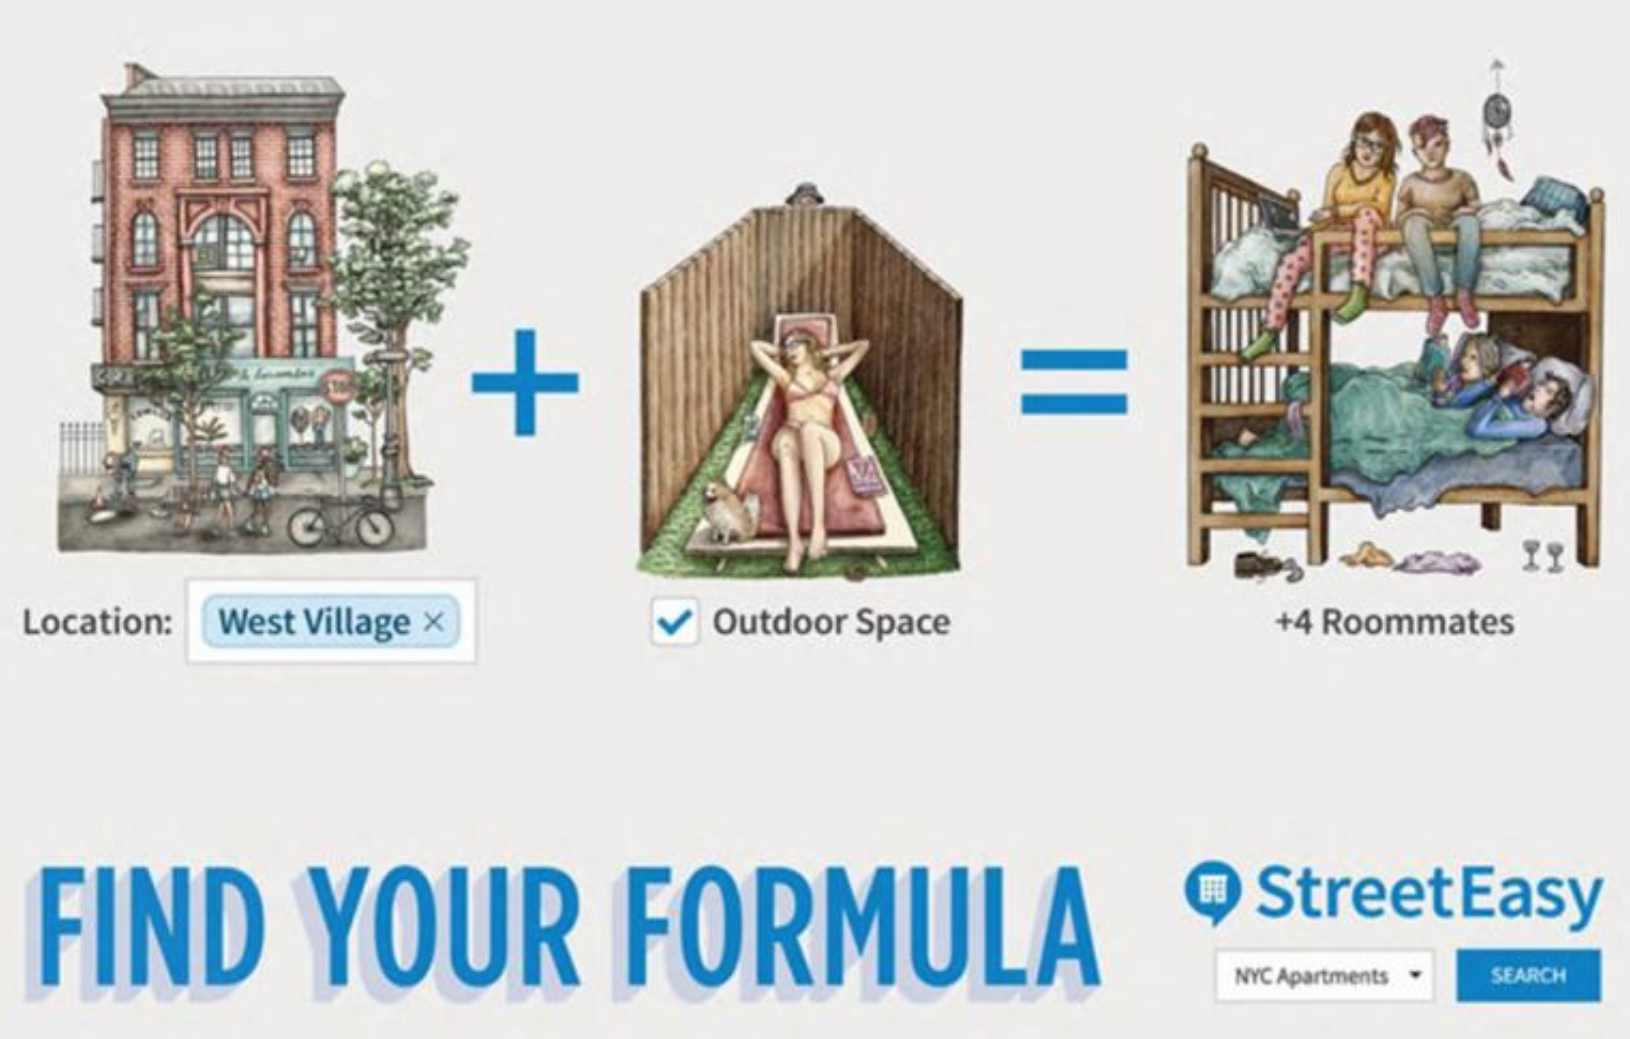 Location: West Village ×
Outdoor Space
+4 Roommates
FIND YOUR FORMULA
StreetEasy
NYC Apartments
SEARCH